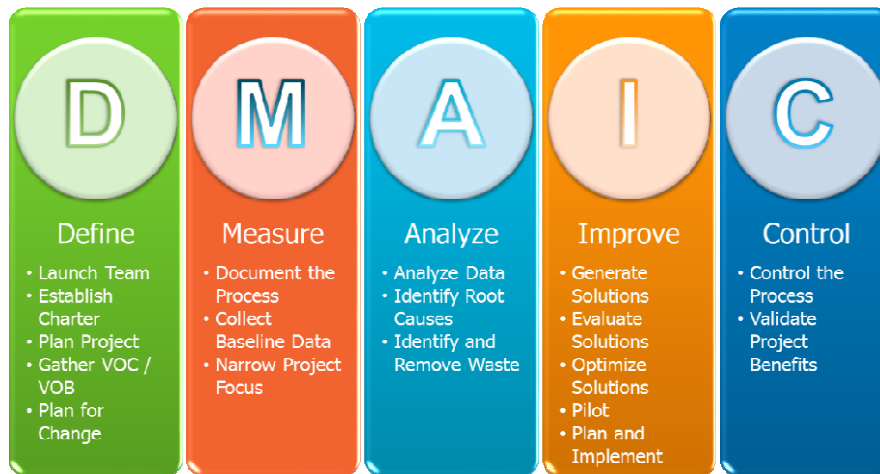 D
Define
• Launch Team
• Establish
Charter
• Plan Project
• Gather VOC /
VOB
• Plan for
Change
M
Measure
• Document the
Process
• Collect
Baseline Data
• Narrow Project
Focus
A
Analyze
• Analyze Data
• Identify Root
Causes
• Identify and
Remove Waste
I
Improve
• Generate
Solutions
• Evaluate
Solutions
• Optimize
Solutions
• Pilot
• Plan and
Implement
C
Control
• Control the
Process
• Validate
Project
Benefits